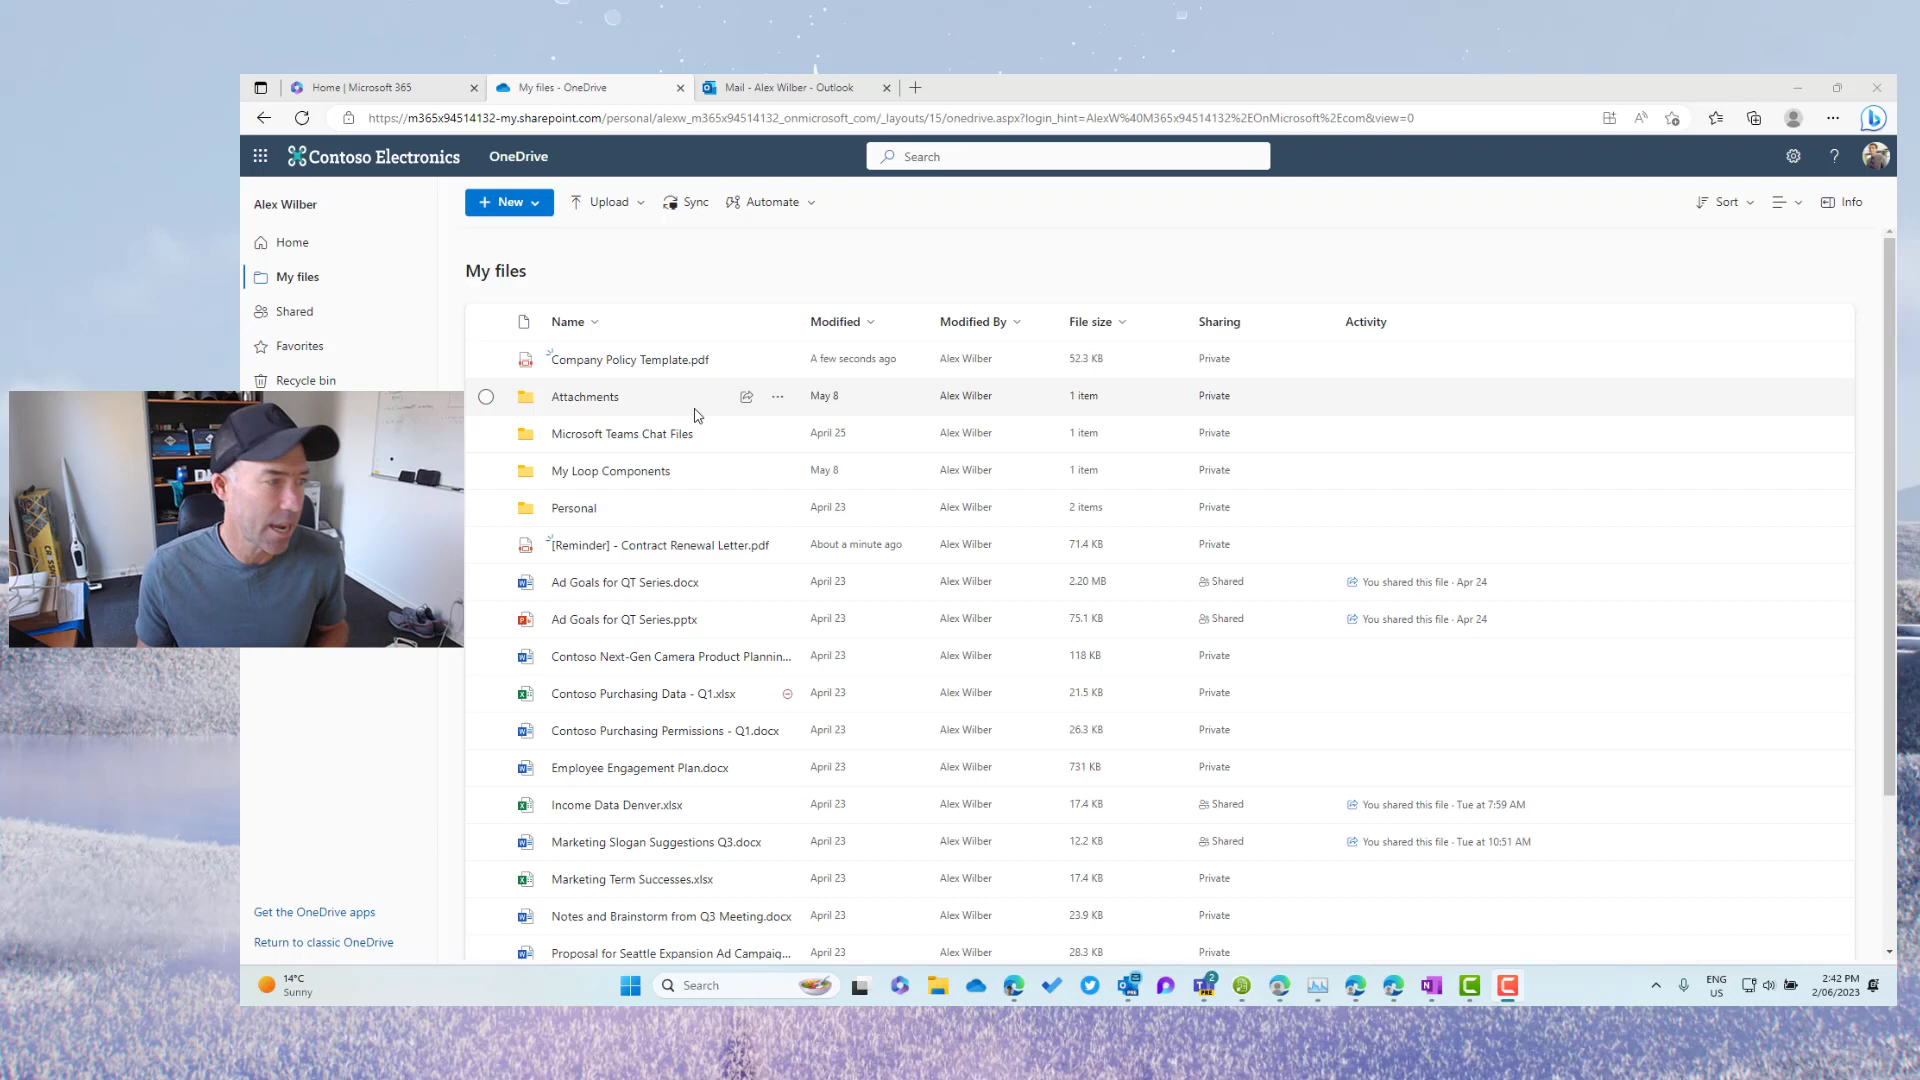 Home | Microsoft 365
My files - OneDrive
Mail - Alex Wilber - Outlook
https://m365x94514132-my.sharepoint.com/personal/alexw_m365x94514132_onmicrosoft_com/_layouts/15/onedrive.aspx?login_hint=AlexW%40M365x94514132%2EOnMicrosoft%2Ecom&view=0
Contoso Electronics
OneDrive
Search
Alex Wilber
New
Upload
Sync
Automate
Sort
Info
Home
My files
Shared
Favorites
Recycle bin
My files
Name Modified Modified By File size Sharing Activity
Company Policy Template.pdf A few seconds ago Alex Wilber 52.3 KB Private
Attachments May 8 Alex Wilber 1 item Private
Microsoft Teams Chat Files April 25 Alex Wilber 1 item Private
My Loop Components May 8 Alex Wilber 1 item Private
Personal April 23 Alex Wilber 2 items Private
[Reminder] - Contract Renewal Letter.pdf About a minute ago Alex Wilber 71.4 KB Private
Ad Goals for QT Series.docx April 23 Alex Wilber 2.20 MB Shared You shared this file · Apr 24
Ad Goals for QT Series.pptx April 23 Alex Wilber 75.1 KB Shared You shared this file · Apr 24
Contoso Next-Gen Camera Product Plannin... April 23 Alex Wilber 118 KB Private
Contoso Purchasing Data - Q1.xlsx April 23 Alex Wilber 21.5 KB Private
Contoso Purchasing Permissions - Q1.docx April 23 Alex Wilber 26.3 KB Private
Employee Engagement Plan.docx April 23 Alex Wilber 731 KB Private
Income Data Denver.xlsx April 23 Alex Wilber 17.4 KB Shared You shared this file · Tue at 7:59 AM
Marketing Slogan Suggestions Q3.docx April 23 Alex Wilber 12.2 KB Shared You shared this file · Tue at 10:51 AM
Marketing Term Successes.xlsx April 23 Alex Wilber 17.4 KB Private
Notes and Brainstorm from Q3 Meeting.docx April 23 Alex Wilber 23.9 KB Private
Proposal for Seattle Expansion Ad Campaig... April 23 Alex Wilber 28.3 KB Private
Get the OneDrive apps
Return to classic OneDrive
14°C
Sunny
Search
PRE
2
PRE
ENG
US
2:42 PM
2/06/2023